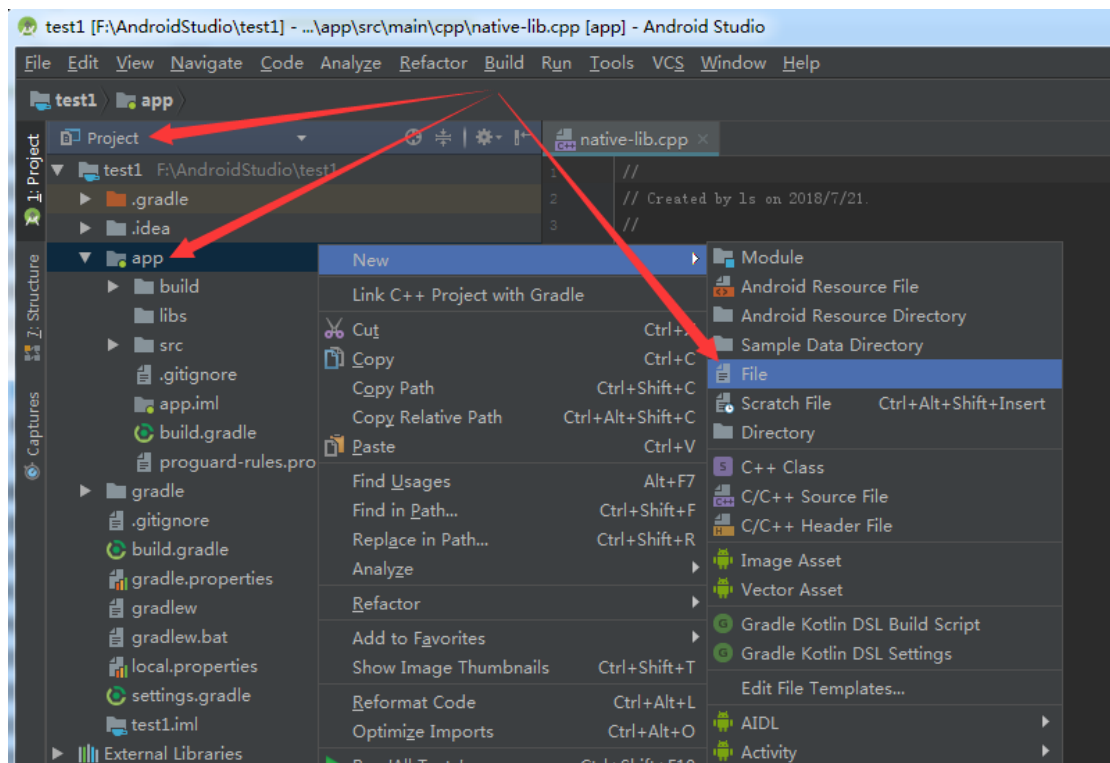 test1 [F:\AndroidStudio\test1] - ...\app\src\main\cpp\native-lib.cpp [app] - Android Studio
File Edit View Navigate Code Analyze Refactor Build Run Tools VCS Window Help
test1 app
Project
native-lib.cpp
1: Project
7: Structure
Captures
test1 F:\AndroidStudio\test1
.gradle
.idea
app
build
libs
src
.gitignore
app.iml
build.gradle
proguard-rules.pro
gradle
.gitignore
build.gradle
gradle.properties
gradlew
gradlew.bat
local.properties
settings.gradle
test1.iml
External Libraries
1 //
2 // Created by ls on 2018/7/21.
3 //
New
Link C++ Project with Gradle
Cut
Copy Ctrl+C
Copy Path Ctrl+Shift+C
Copy Relative Path Ctrl+Alt+Shift+C
Paste Ctrl+V
Find Usages Alt+F7
Find in Path... Ctrl+Shift+F
Replace in Path... Ctrl+Shift+R
Analyze
Refactor
Add to Favorites
Show Image Thumbnails Ctrl+Shift+T
Reformat Code Ctrl+Alt+L
Optimize Imports Ctrl+Alt+O
Module
Android Resource File
Android Resource Directory
Sample Data Directory
File
Scratch File Ctrl+Alt+Shift+Insert
Directory
C++ Class
C/C++ Source File
C/C++ Header File
Image Asset
Vector Asset
Gradle Kotlin DSL Build Script
Gradle Kotlin DSL Settings
Edit File Templates...
AIDL
Activity